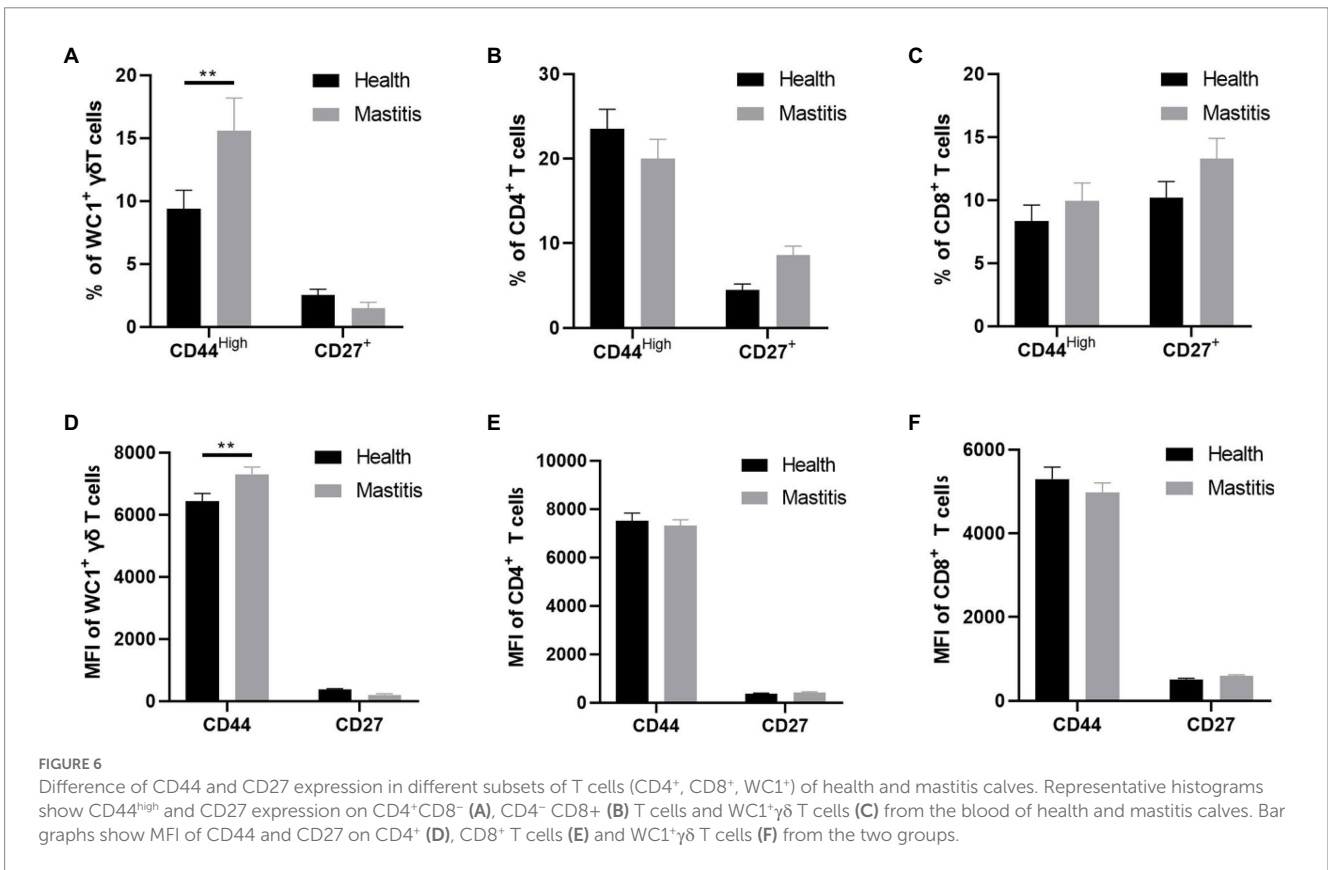 A
% of WC1⁺ γδT cells
20
15
10
5
0
**
Health
Mastitis
CD44ᴴⁱᵍʰ
CD27⁺
B
% of CD4⁺ T cells
30
20
10
0
Health
Mastitis
CD44ᴴⁱᵍʰ
CD27⁺
C
% of CD8⁺ T cells
20
15
10
5
0
Health
Mastitis
CD44ᴴⁱᵍʰ
CD27⁺
D
MFI of WC1⁺ γδ T cells
8000
6000
4000
2000
0
**
Health
Mastitis
CD44
CD27
E
MFI of CD4⁺ T cells
10000
8000
6000
4000
2000
0
Health
Mastitis
CD44
CD27
F
MFI of CD8⁺ T cells
6000
4000
2000
0
Health
Mastitis
CD44
CD27
FIGURE 6
Difference of CD44 and CD27 expression in different subsets of T cells (CD4⁺, CD8⁺, WC1⁺) of health and mastitis calves. Representative histograms
show CD44ʰⁱᵍʰ and CD27 expression on CD4⁺CD8⁻ (A), CD4⁻ CD8+ (B) T cells and WC1⁺γδ T cells (C) from the blood of health and mastitis calves. Bar
graphs show MFI of CD44 and CD27 on CD4⁺ (D), CD8⁺ T cells (E) and WC1⁺γδ T cells (F) from the two groups.